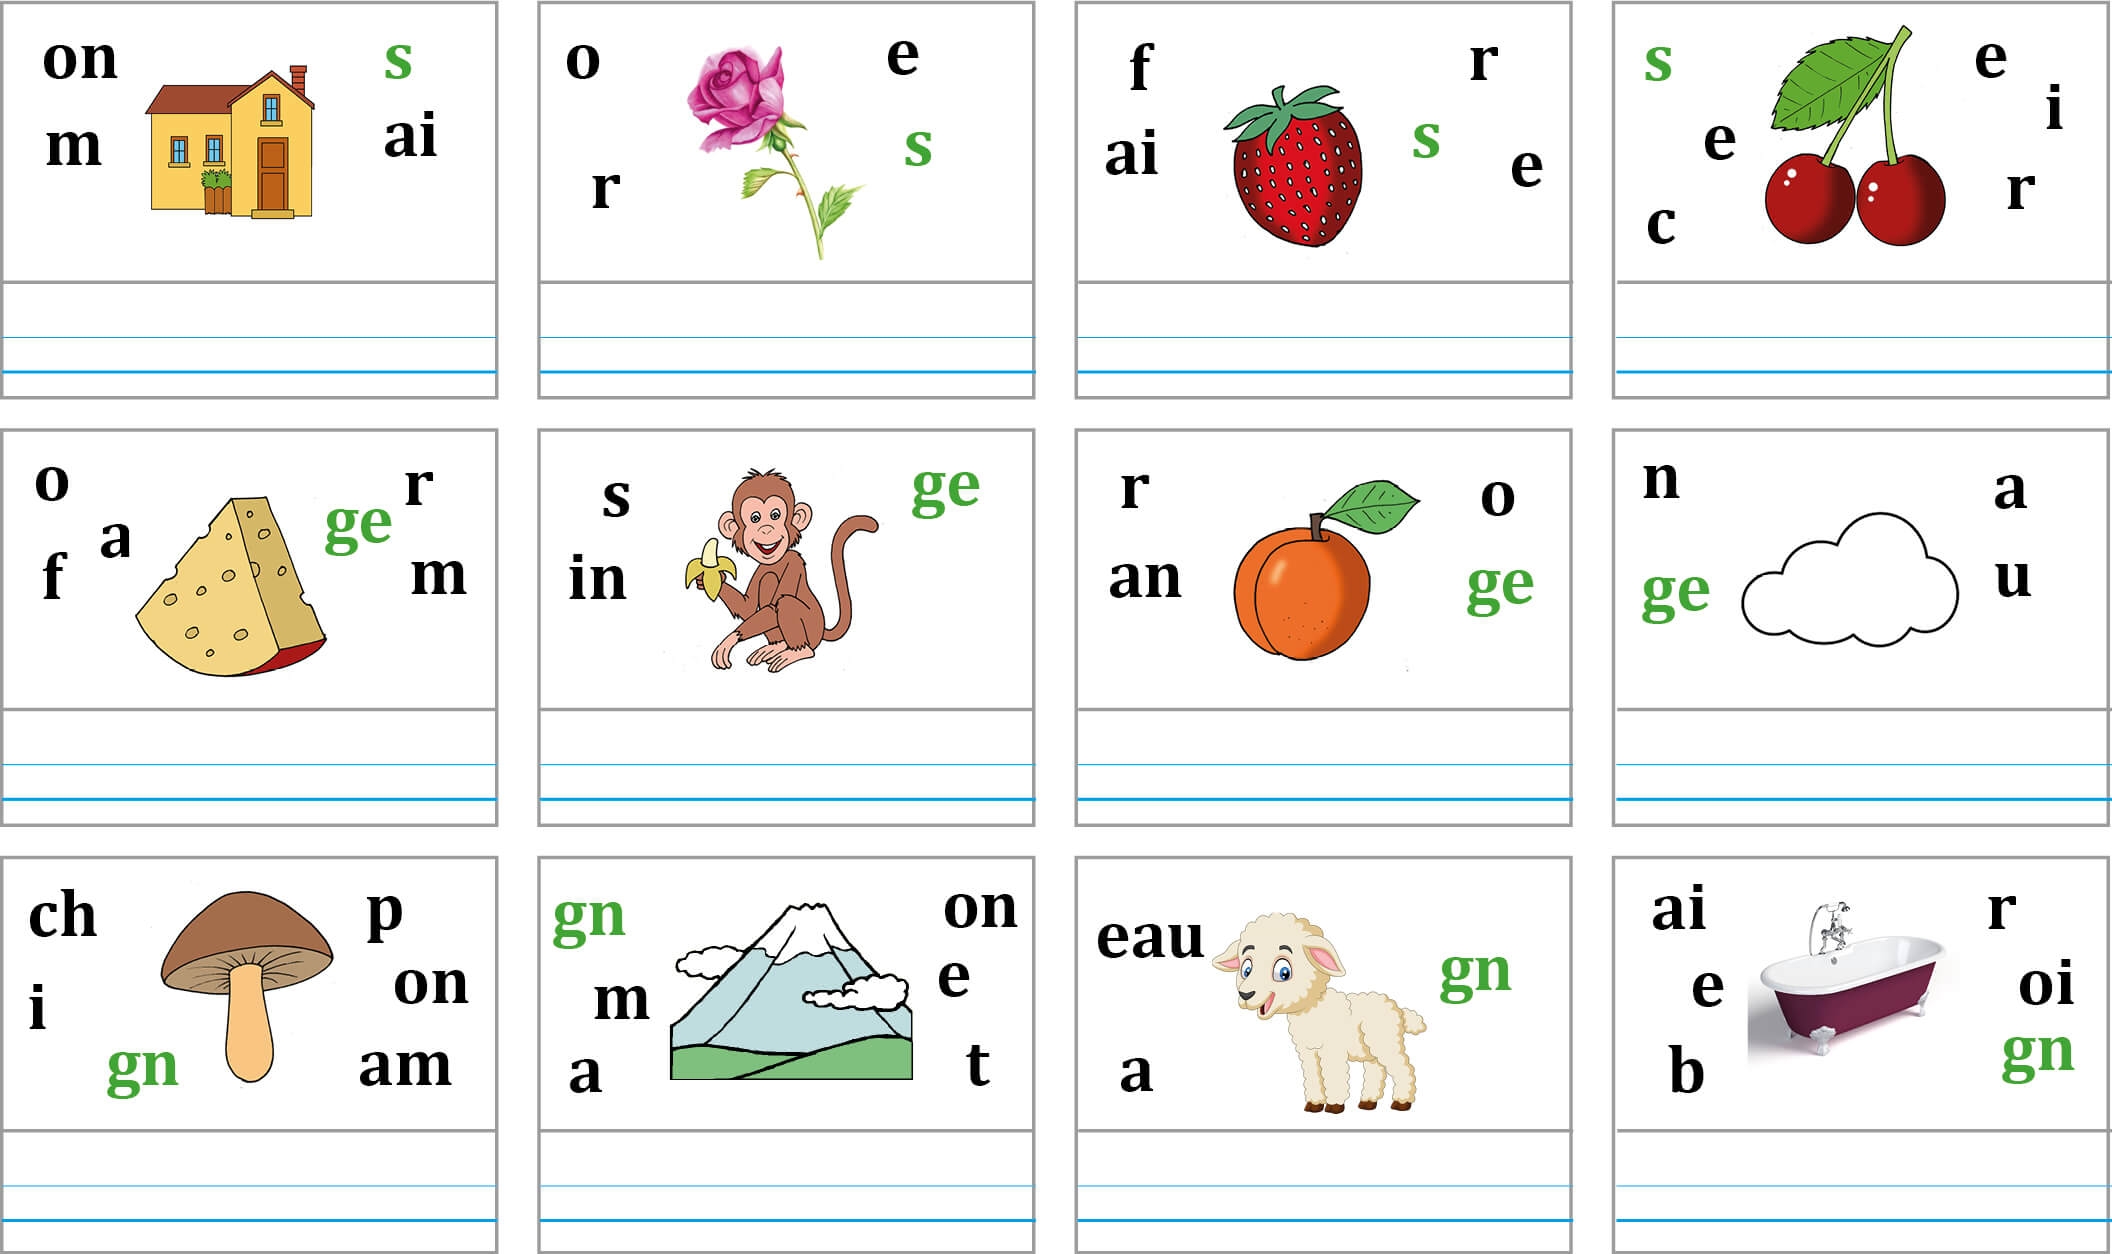 on s
m ai
o e
s
r
f r
ai s e
s e
e i
c r
o r
a ge
f m
s ge
in
r o
an ge
n a
ge u
ch p
i on
gn am
gn on
m e
a t
eau gn
a
ai r
e oi
b gn